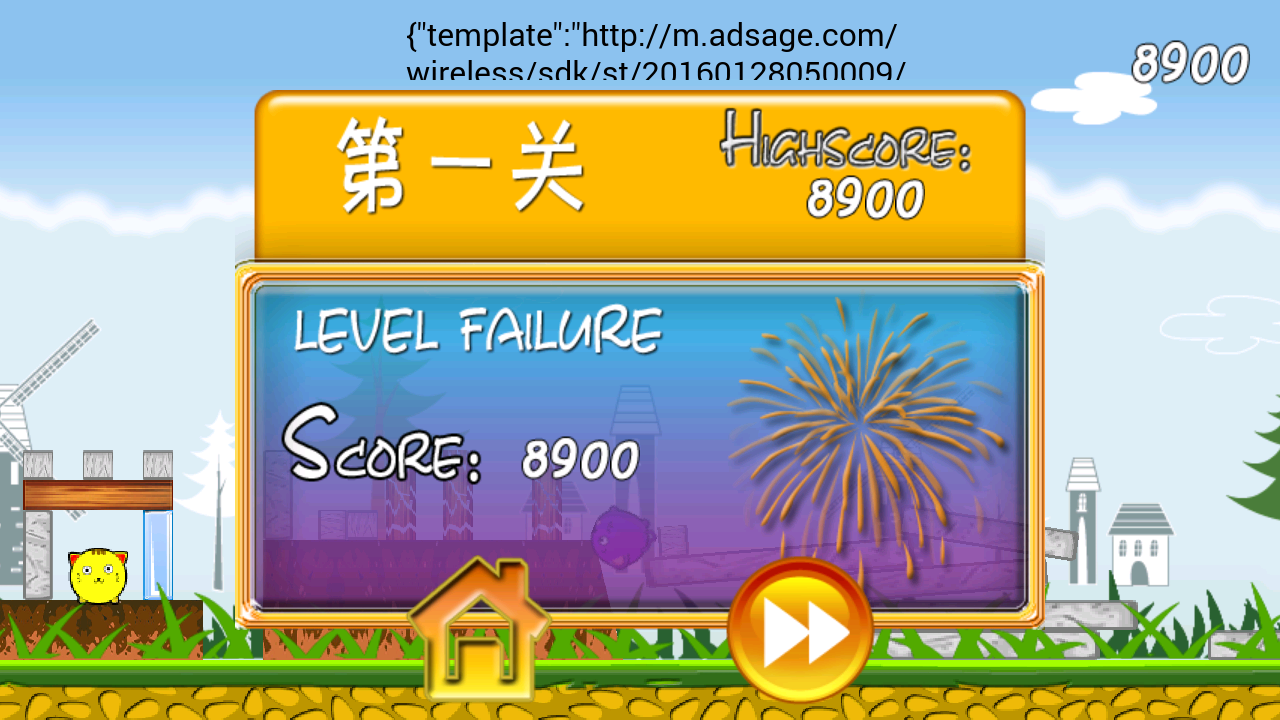 {"template":"http://m.adsage.com/
wireless/sdk/st/20160128050009/
8900
第一关
HIGHSCORE:
8900
LEVEL FAILURE
SCORE: 8900